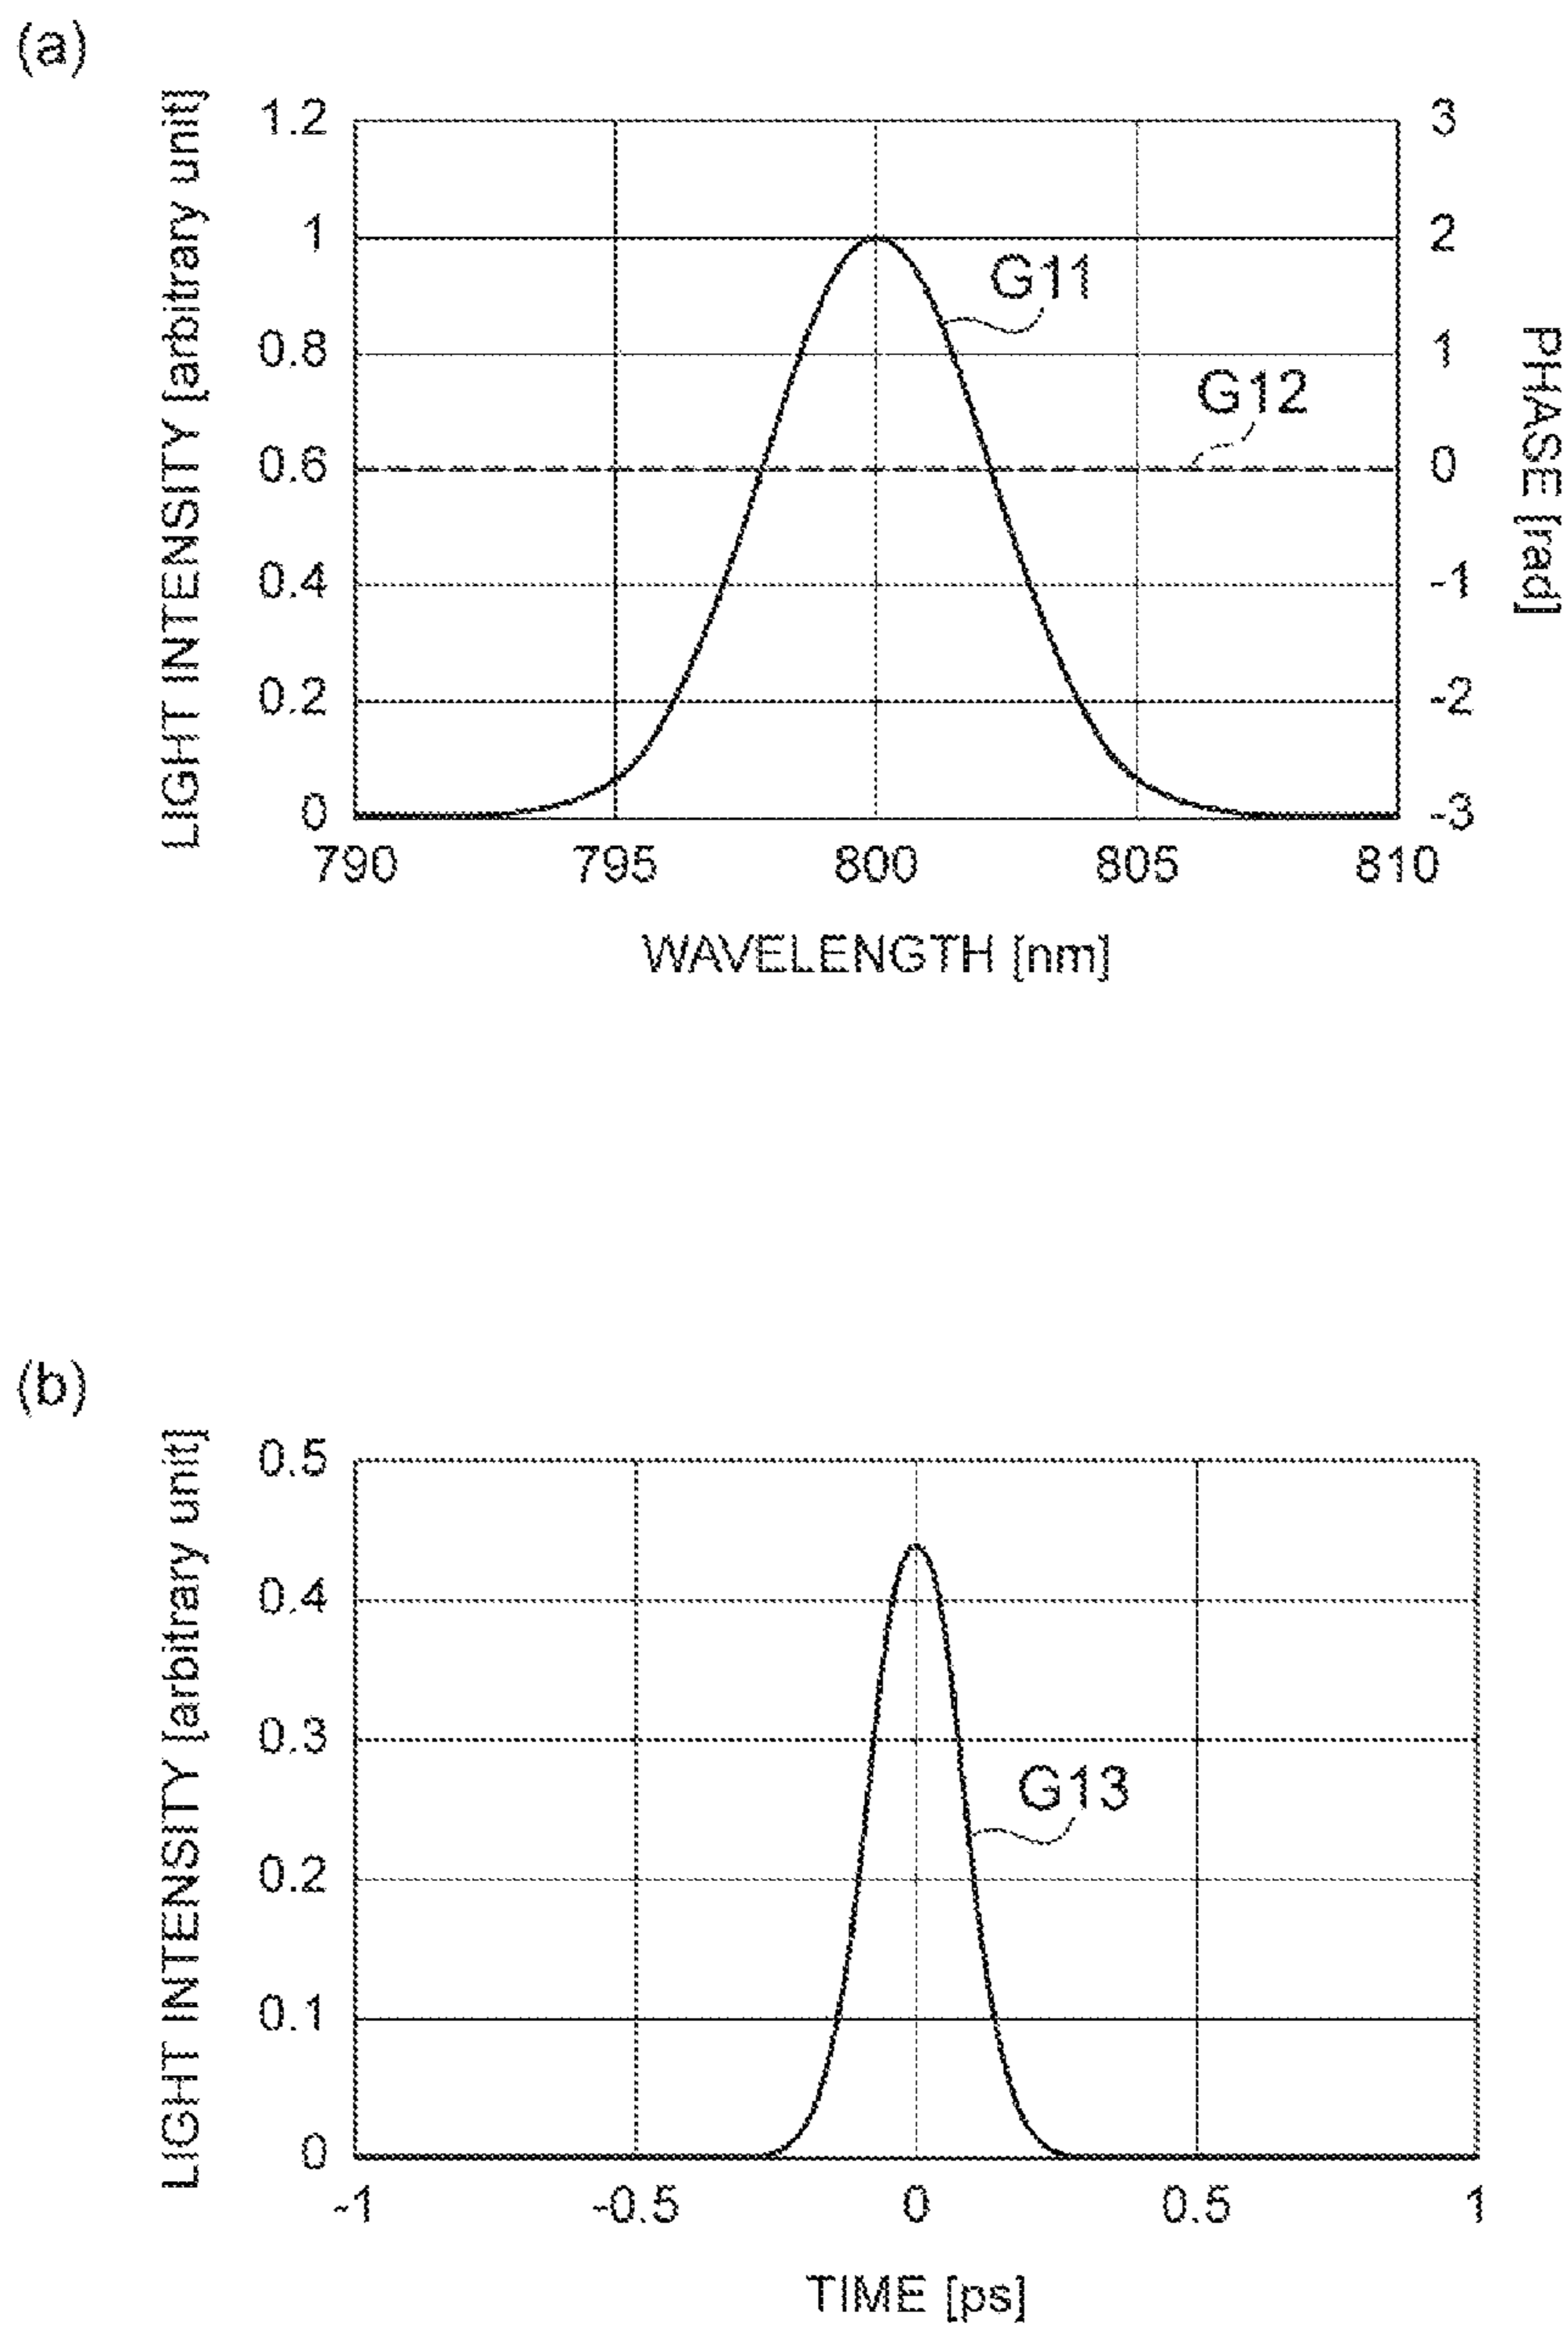 (a)
LIGHT INTENSITY [arbitrary unit]
1.2
1
0.8
0.6
0.4
0.2
0
3
2
1
0
-1
-2
-3
PHASE [rad]
G11
G12
790 795 800 805 810
WAVELENGTH [nm]
(b)
LIGHT INTENSITY [arbitrary unit]
0.5
0.4
0.3
0.2
0.1
0
G13
-1 -0.5 0 0.5 1
TIME [ps]